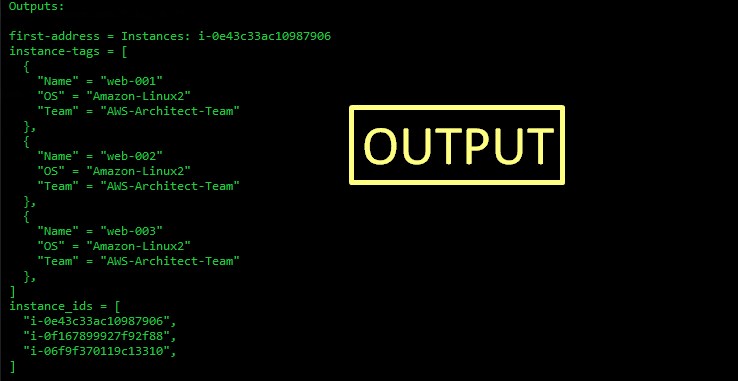 Outputs:
first-address = Instances: i-0e43c33ac10987906
instance-tags = [
  {
    "Name" = "web-001"
    "OS" = "Amazon-Linux2"
    "Team" = "AWS-Architect-Team"
  },
  {
    "Name" = "web-002"
    "OS" = "Amazon-Linux2"
    "Team" = "AWS-Architect-Team"
  },
  {
    "Name" = "web-003"
    "OS" = "Amazon-Linux2"
    "Team" = "AWS-Architect-Team"
  },
]
instance_ids = [
  "i-0e43c33ac10987906",
  "i-0f167899927f92f88",
  "i-06f9f370119c13310",
]
OUTPUT